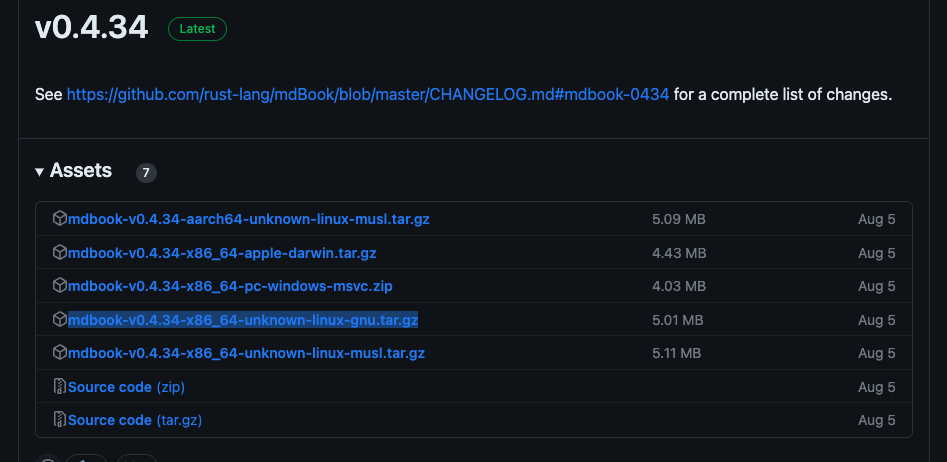 v0.4.34 Latest
See https://github.com/rust-lang/mdBook/blob/master/CHANGELOG.md#mdbook-0434 for a complete list of changes.
Assets 7
mdbook-v0.4.34-aarch64-unknown-linux-musl.tar.gz 5.09 MB Aug 5
mdbook-v0.4.34-x86_64-apple-darwin.tar.gz 4.43 MB Aug 5
mdbook-v0.4.34-x86_64-pc-windows-msvc.zip 4.03 MB Aug 5
mdbook-v0.4.34-x86_64-unknown-linux-gnu.tar.gz 5.01 MB Aug 5
mdbook-v0.4.34-x86_64-unknown-linux-musl.tar.gz 5.11 MB Aug 5
Source code (zip) Aug 5
Source code (tar.gz) Aug 5